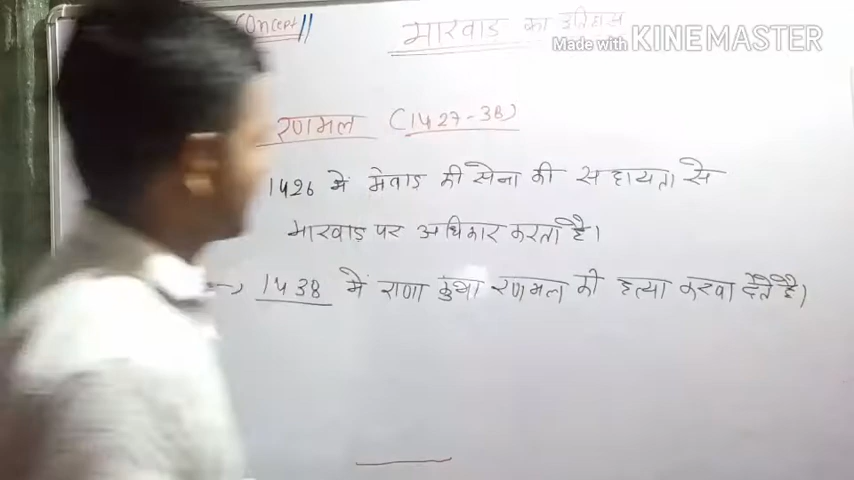 Concept
मारवाड का इतिहास
Made with KINEMASTER
रणमल (1427-38)
1426 में मेवाड़ की सेना की सहायता से
मारवाड़ पर अधिकार करता है।
→ 1438 में राणा कुंभा रणमल की हत्या करवा देते है।